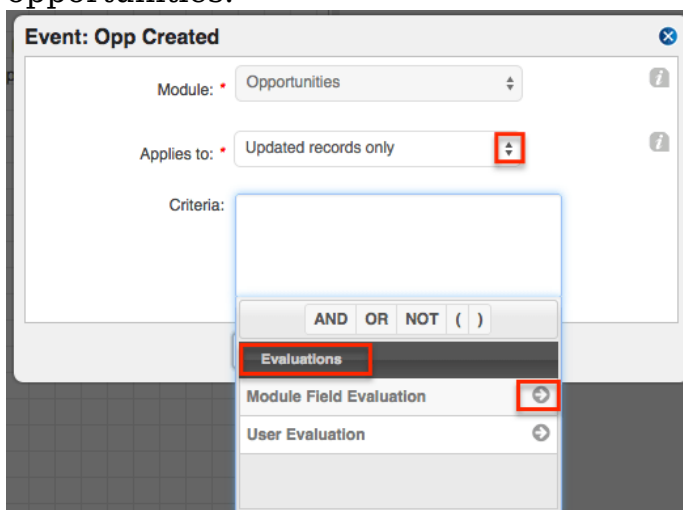 opportunities.
Event: Opp Created
Module: * Opportunities
Applies to: * Updated records only
Criteria:
AND OR NOT ( )
Evaluations
Module Field Evaluation
User Evaluation